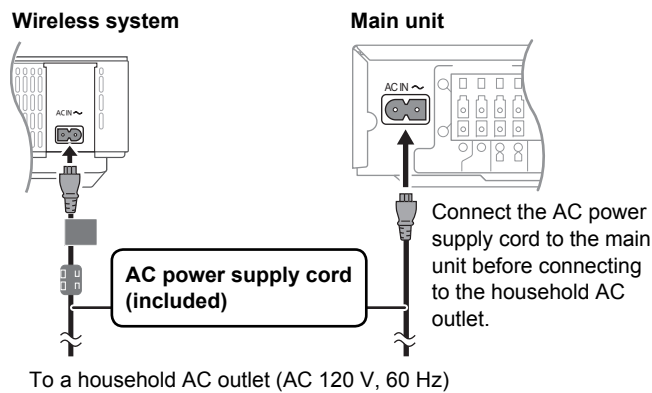 Wireless system
Main unit
AC IN ~
AC IN ~
Connect the AC power
supply cord to the main
unit before connecting
to the household AC
outlet.
AC power supply cord
(included)
To a household AC outlet (AC 120 V, 60 Hz)